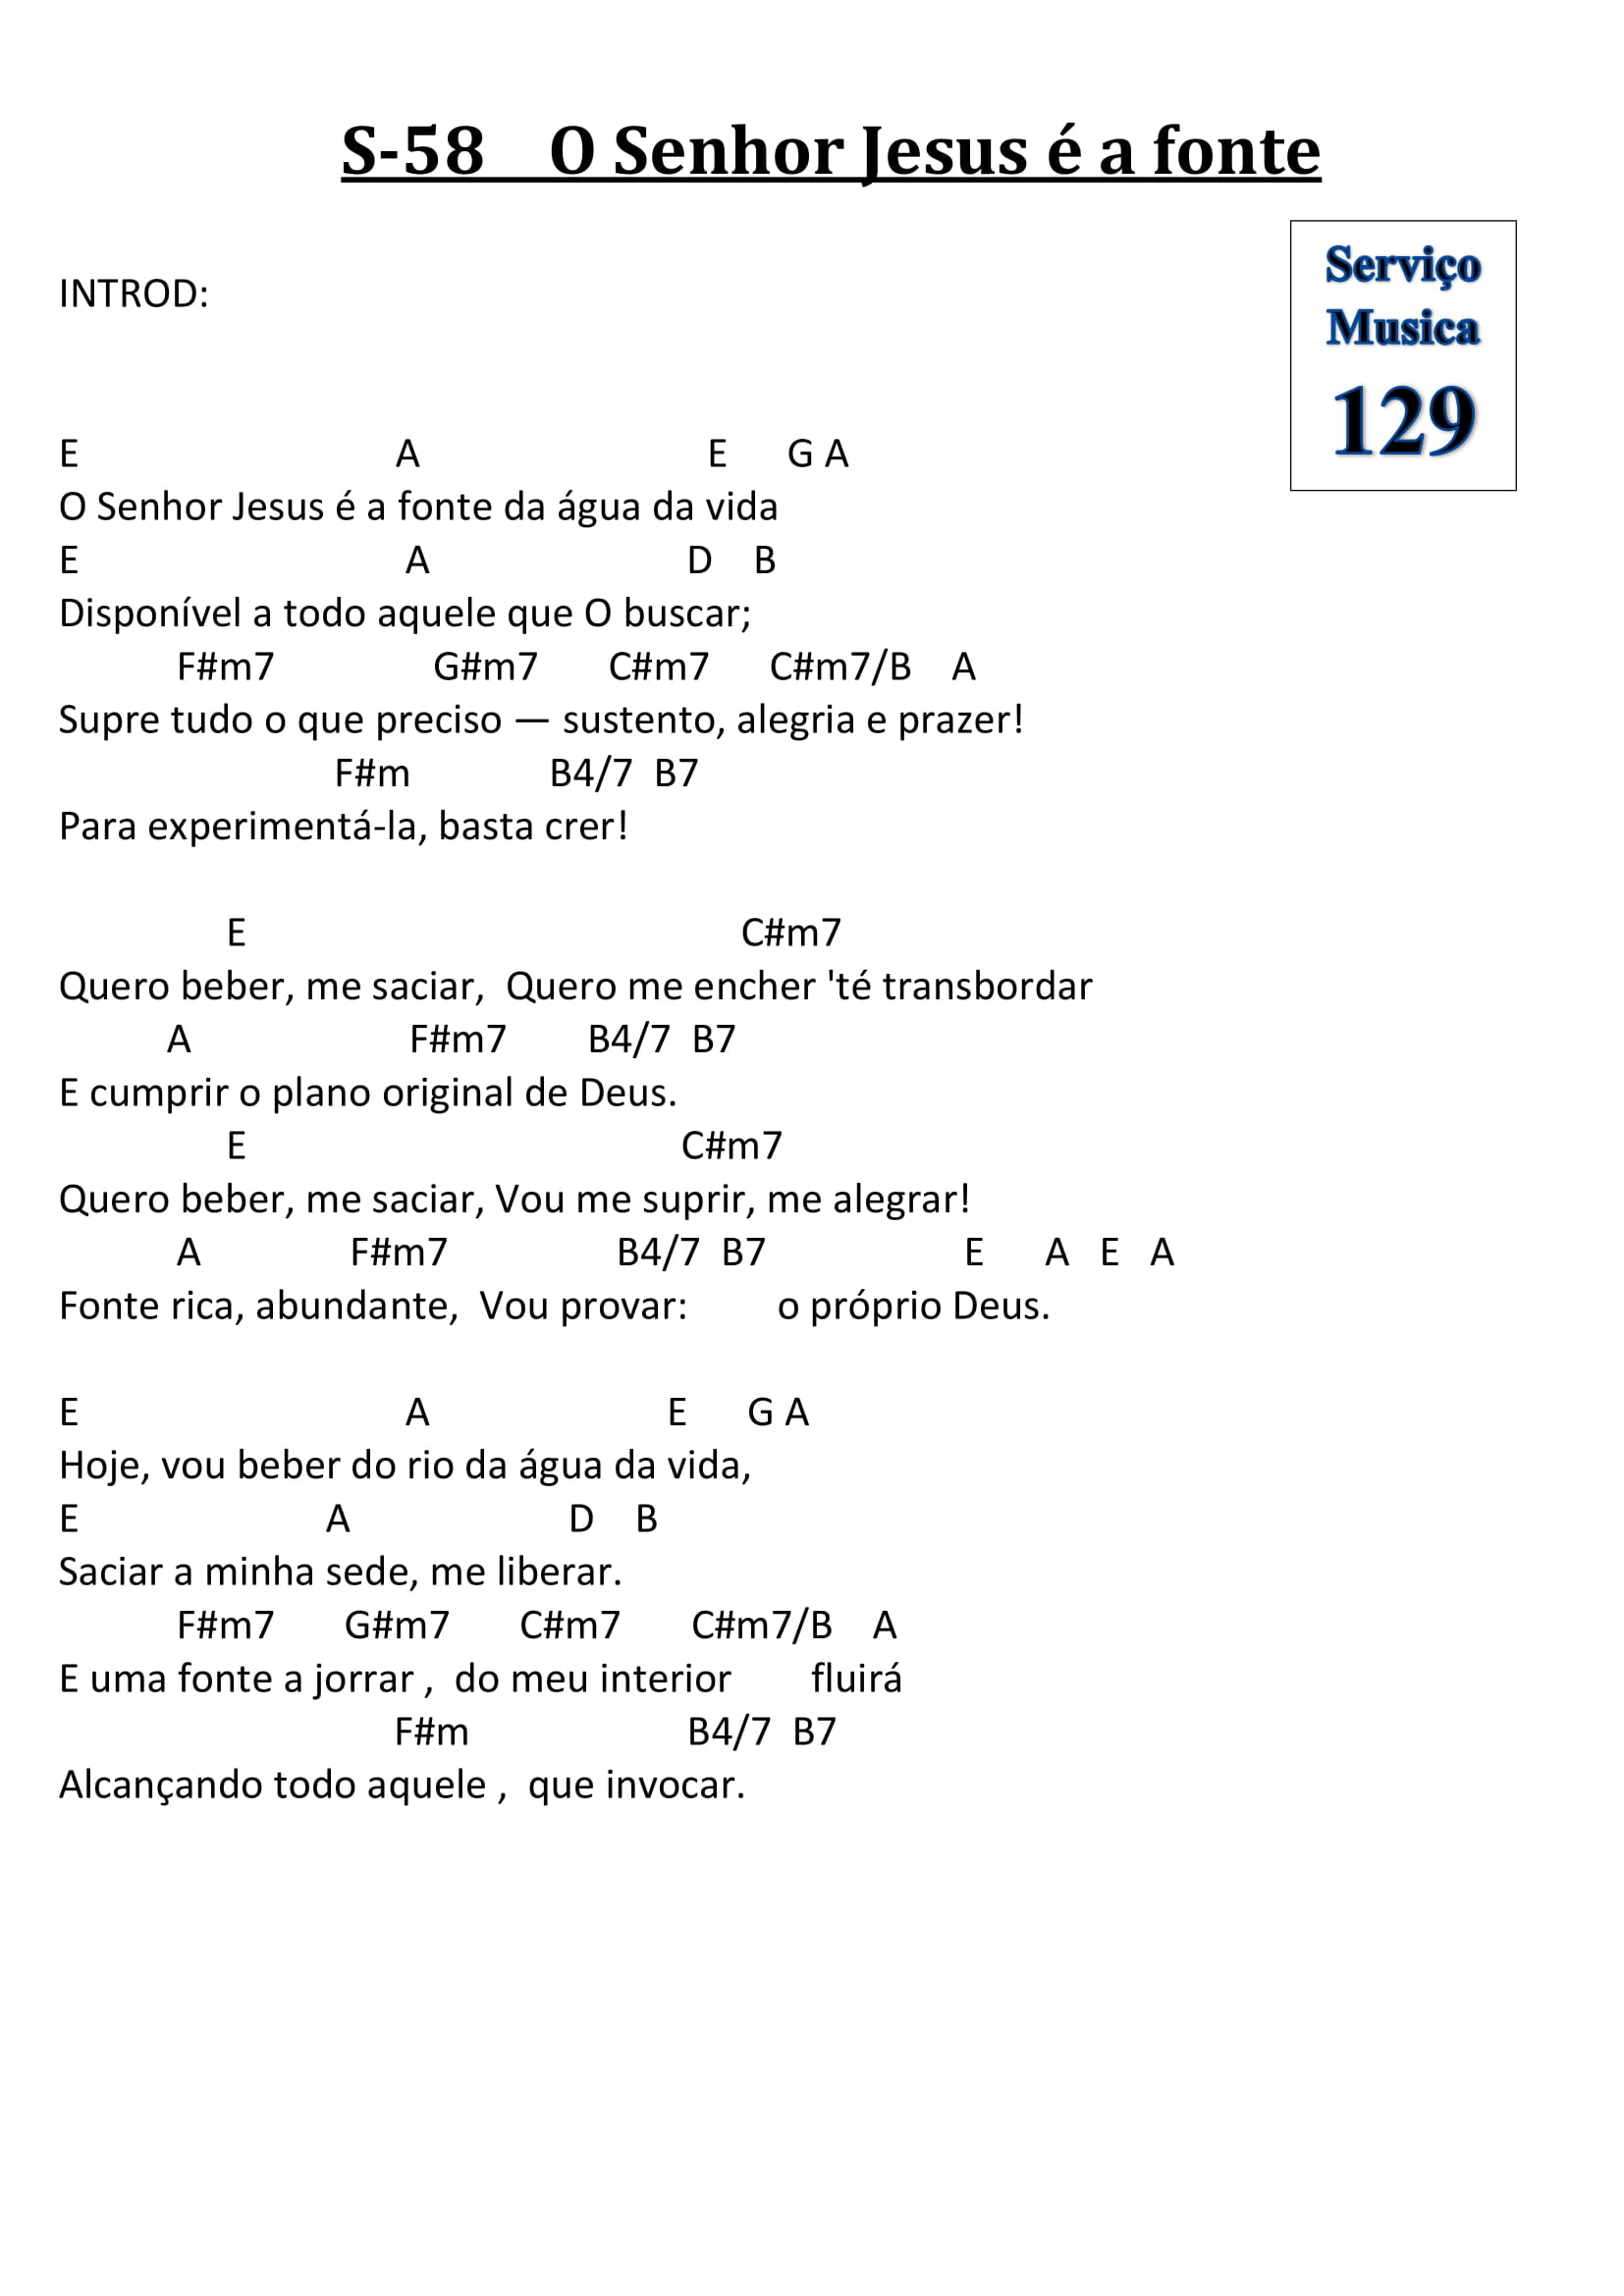 S-58 O Senhor Jesus é a fonte
Serviço
Musica
129
INTROD:
E A E G A
O Senhor Jesus é a fonte da água da vida
E A D B
Disponível a todo aquele que O buscar;
F#m7 G#m7 C#m7 C#m7/B A
Supre tudo o que preciso — sustento, alegria e prazer!
F#m B4/7 B7
Para experimentá-la, basta crer!
E C#m7
Quero beber, me saciar, Quero me encher 'té transbordar
A F#m7 B4/7 B7
E cumprir o plano original de Deus.
E C#m7
Quero beber, me saciar, Vou me suprir, me alegrar!
A F#m7 B4/7 B7 E A E A
Fonte rica, abundante, Vou provar: o próprio Deus.
E A E G A
Hoje, vou beber do rio da água da vida,
E A D B
Saciar a minha sede, me liberar.
F#m7 G#m7 C#m7 C#m7/B A
E uma fonte a jorrar , do meu interior fluirá
F#m B4/7 B7
Alcançando todo aquele , que invocar.